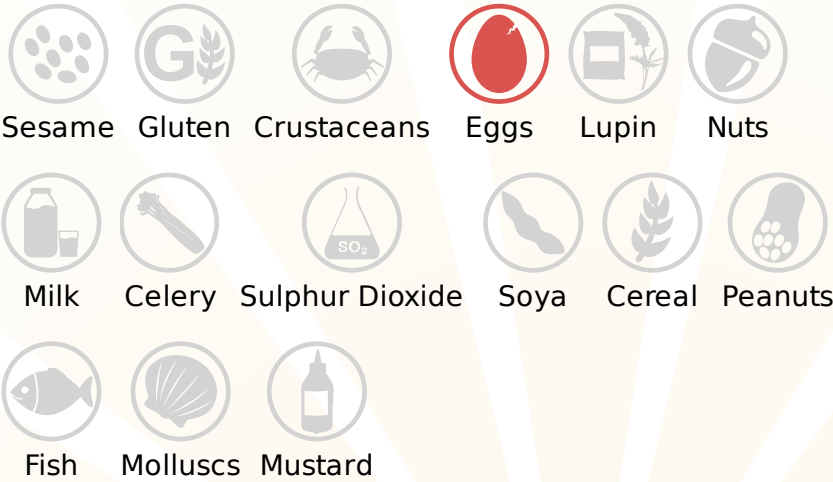 G
Sesame Gluten Crustaceans Eggs Lupin Nuts
SO₂
Milk Celery Sulphur Dioxide Soya Cereal Peanuts
Fish Molluscs Mustard